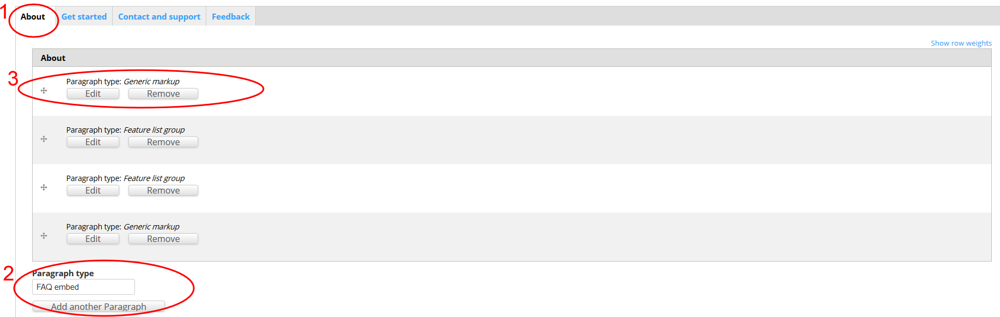 1
About Get started Contact and support Feedback
Show row weights
About
3
Paragraph type: Generic markup
Edit Remove
Paragraph type: Feature list group
Edit Remove
Paragraph type: Feature list group
Edit Remove
Paragraph type: Generic markup
Edit Remove
2
Paragraph type
FAQ embed
Add another Paragraph